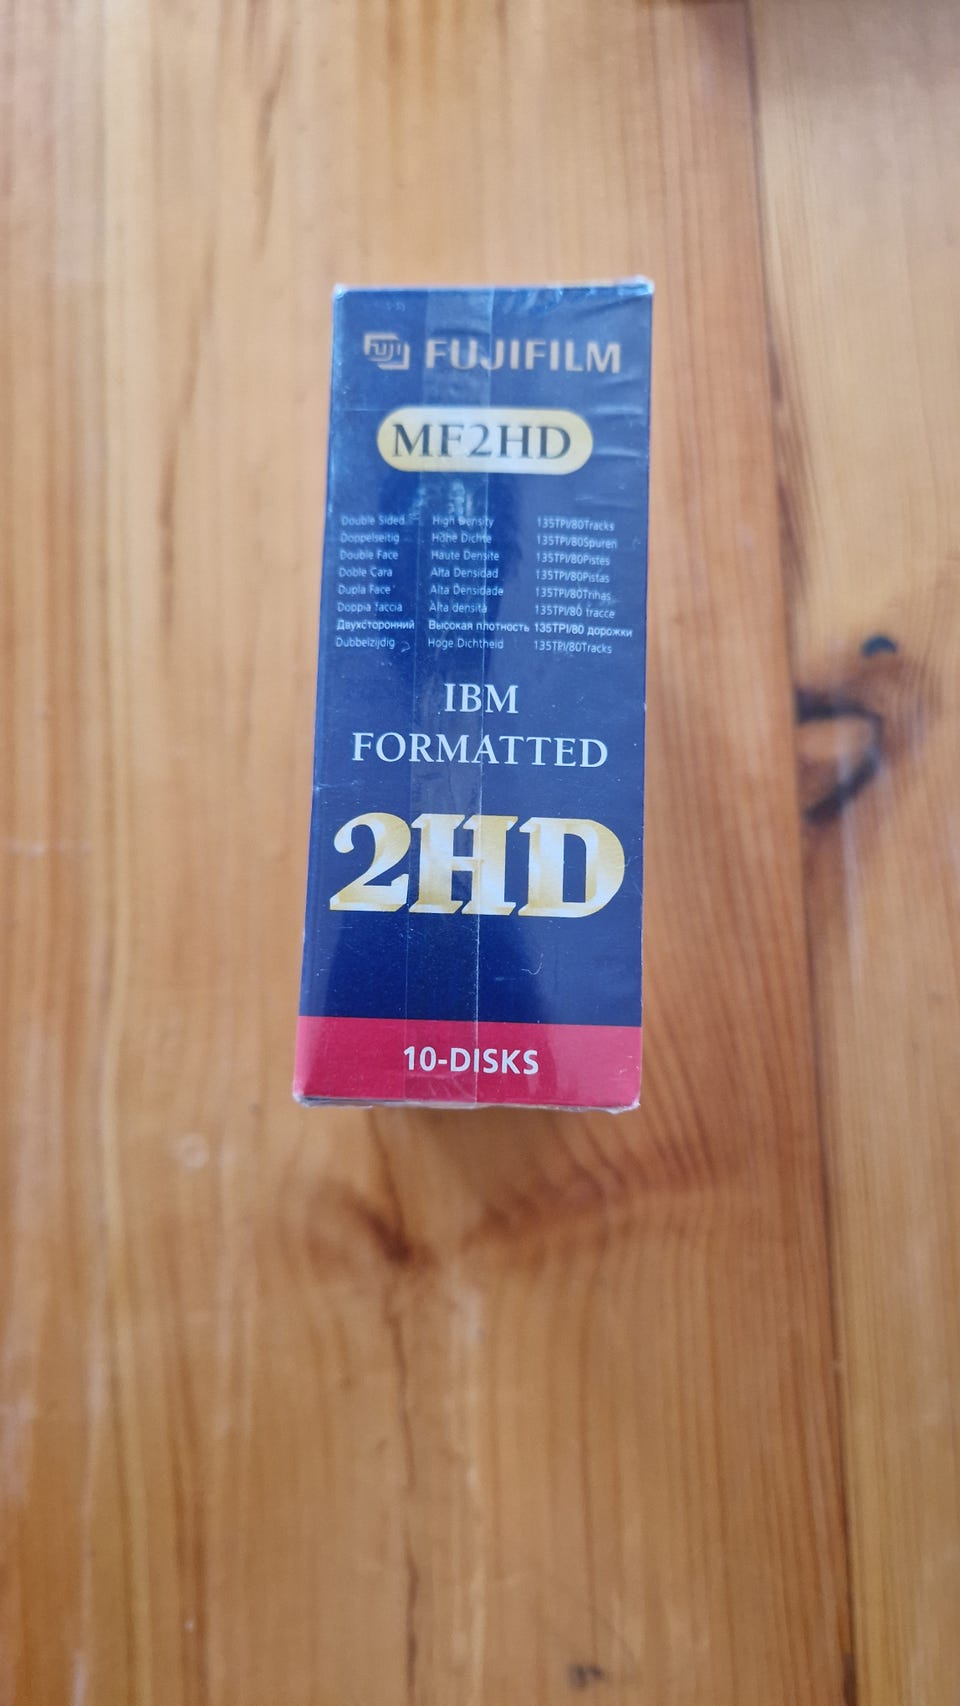 FUJI FUJIFILM
MF2HD
Double Sided High Density 135TPI/80Tracks
Doppelseitig Hohe Dichte 135TPI/80Spuren
Double Face Haute Densite 135TPI/80Pistes
Doble Cara Alta Densidad 135TPI/80Pistas
Dupla Face Alta Densidade 135TPI/80Trihas
Doppia faccia Alta densità 135TPI/80 tracce
Двухсторонний Высокая плотность 135TPI/80 дорожки
Dubbelzijdig Hoge Dichtheid 135TPI/80Tracks
IBM
FORMATTED
2HD
10-DISKS